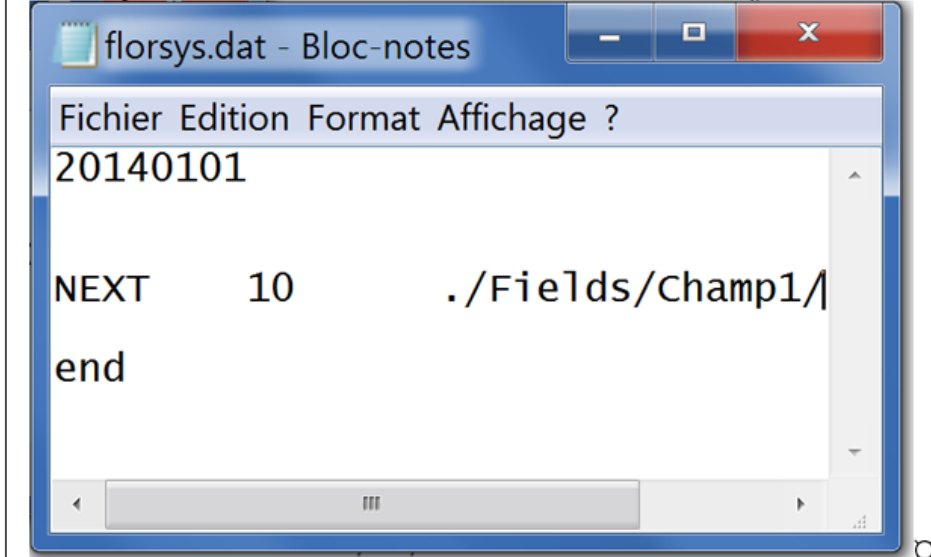 florsys.dat - Bloc-notes
Fichier Edition Format Affichage ?
20140101
NEXT 10 ./Fields/Champ1/
end